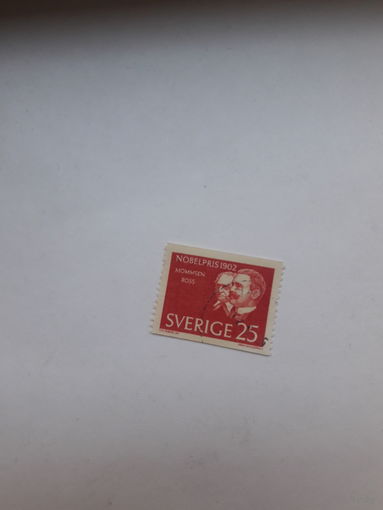 NOBELPRIS 1902
MOMMSEN
ROSS
SVERIGE 25